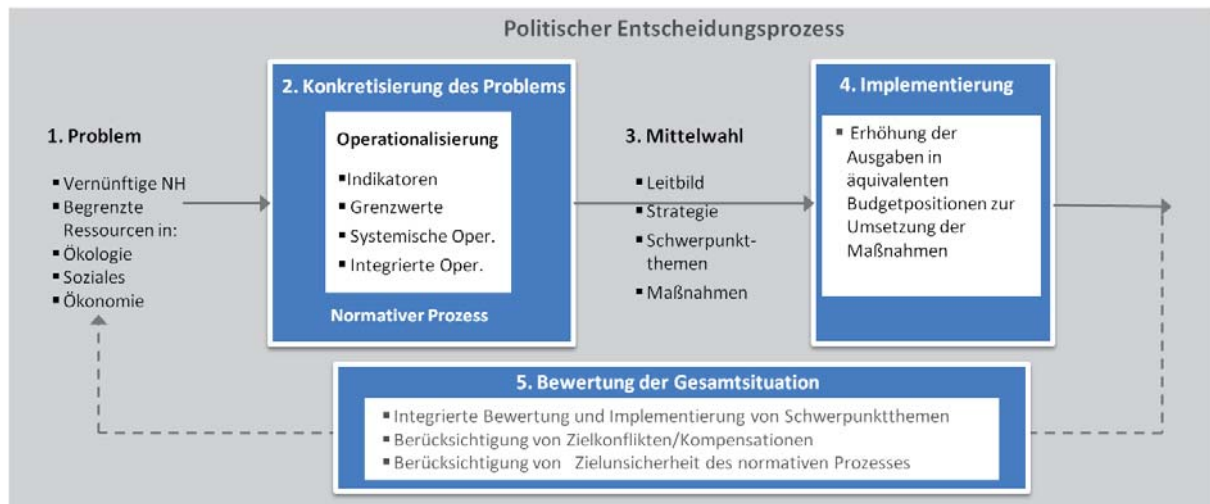 Politischer Entscheidungsprozess
1. Problem
▪ Vernünftige NH
▪ Begrenzte
Ressourcen in:
▪ Ökologie
▪ Soziales
▪ Ökonomie
2. Konkretisierung des Problems
Operationalisierung
▪ Indikatoren
▪ Grenzwerte
▪ Systemische Oper.
▪ Integrierte Oper.
Normativer Prozess
3. Mittelwahl
▪ Leitbild
▪ Strategie
▪ Schwerpunkt-
themen
▪ Maßnahmen
4. Implementierung
▪ Erhöhung der
Ausgaben in
äquivalenten
Budgetpositionen zur
Umsetzung der
Maßnahmen
5. Bewertung der Gesamtsituation
▪ Integrierte Bewertung und Implementierung von Schwerpunktthemen
▪ Berücksichtigung von Zielkonflikten/Kompensationen
▪ Berücksichtigung von Zielunsicherheit des normativen Prozesses